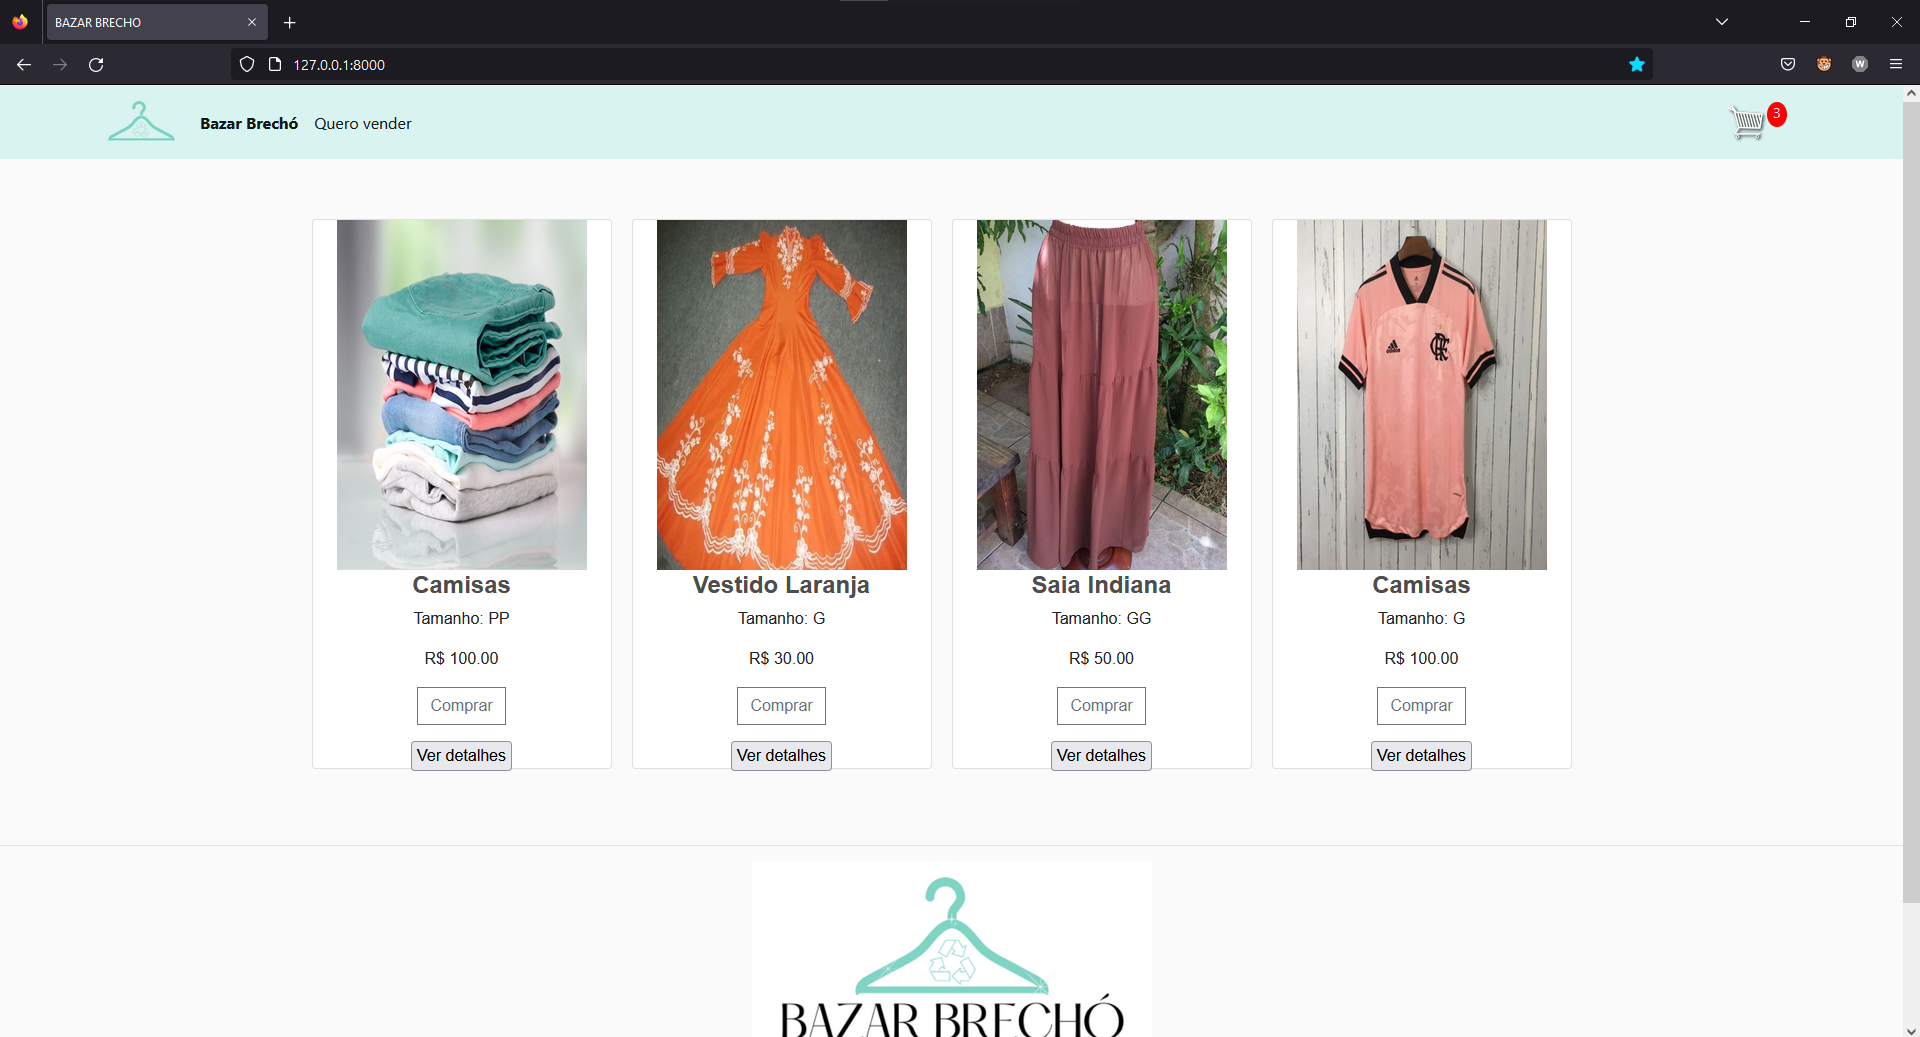 BAZAR BRECHO
127.0.0.1:8000
W
Bazar Brechó
Quero vender
3
adidas
CRF
Camisas
Tamanho: PP
R$ 100.00
Comprar
Ver detalhes
Vestido Laranja
Tamanho: G
R$ 30.00
Comprar
Ver detalhes
Saia Indiana
Tamanho: GG
R$ 50.00
Comprar
Ver detalhes
Camisas
Tamanho: G
R$ 100.00
Comprar
Ver detalhes
BAZAR BRECHÓ